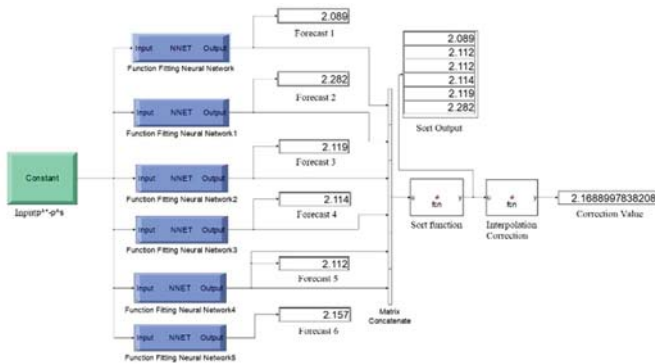 2.089
Forecast 1
Input NNET Output
Function Fitting Neural Network
2.282
Forecast 2
Input NNET Output
Function Fitting Neural Network1
2.119
Forecast 3
Input NNET Output
Function Fitting Neural Network2
2.114
Forecast 4
Input NNET Output
Function Fitting Neural Network3
2.112
Forecast 5
Input NNET Output
Function Fitting Neural Network4
2.157
Forecast 6
Input NNET Output
Function Fitting Neural Network5
Constant
Matrix
Concatenate
2.089
2.112
2.112
2.114
2.119
2.282
Sort Output
u fcn y
Sort function
fcn y
Interpolation
Correction
2.1688997838208
Correction Value